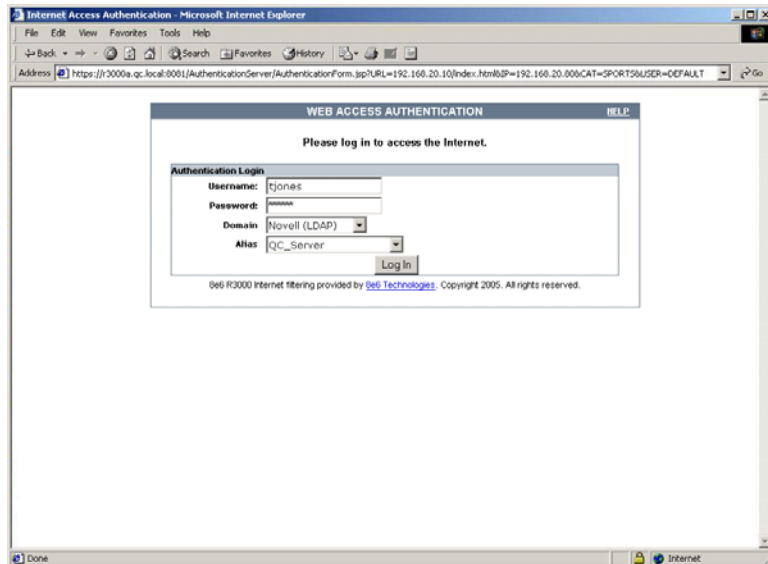 Internet Access Authentication - Microsoft Internet Explorer
File Edit View Favorites Tools Help
Back Search Favorites History
Address https://r3000a.qc.local:8081/AuthenticationServer/AuthenticationForm.jsp?URL=192.168.20.10/index.html&IP=192.168.20.80&CAT=SPORTS&USER=DEFAULT Go
WEB ACCESS AUTHENTICATION HELP
Please log in to access the Internet.
Authentication Login
Username: tjones
Password: ******
Domain Novell (LDAP)
Alias QC_Server
Log In
8e6 R3000 Internet filtering provided by 8e6 Technologies. Copyright 2005. All rights reserved.
Done Internet